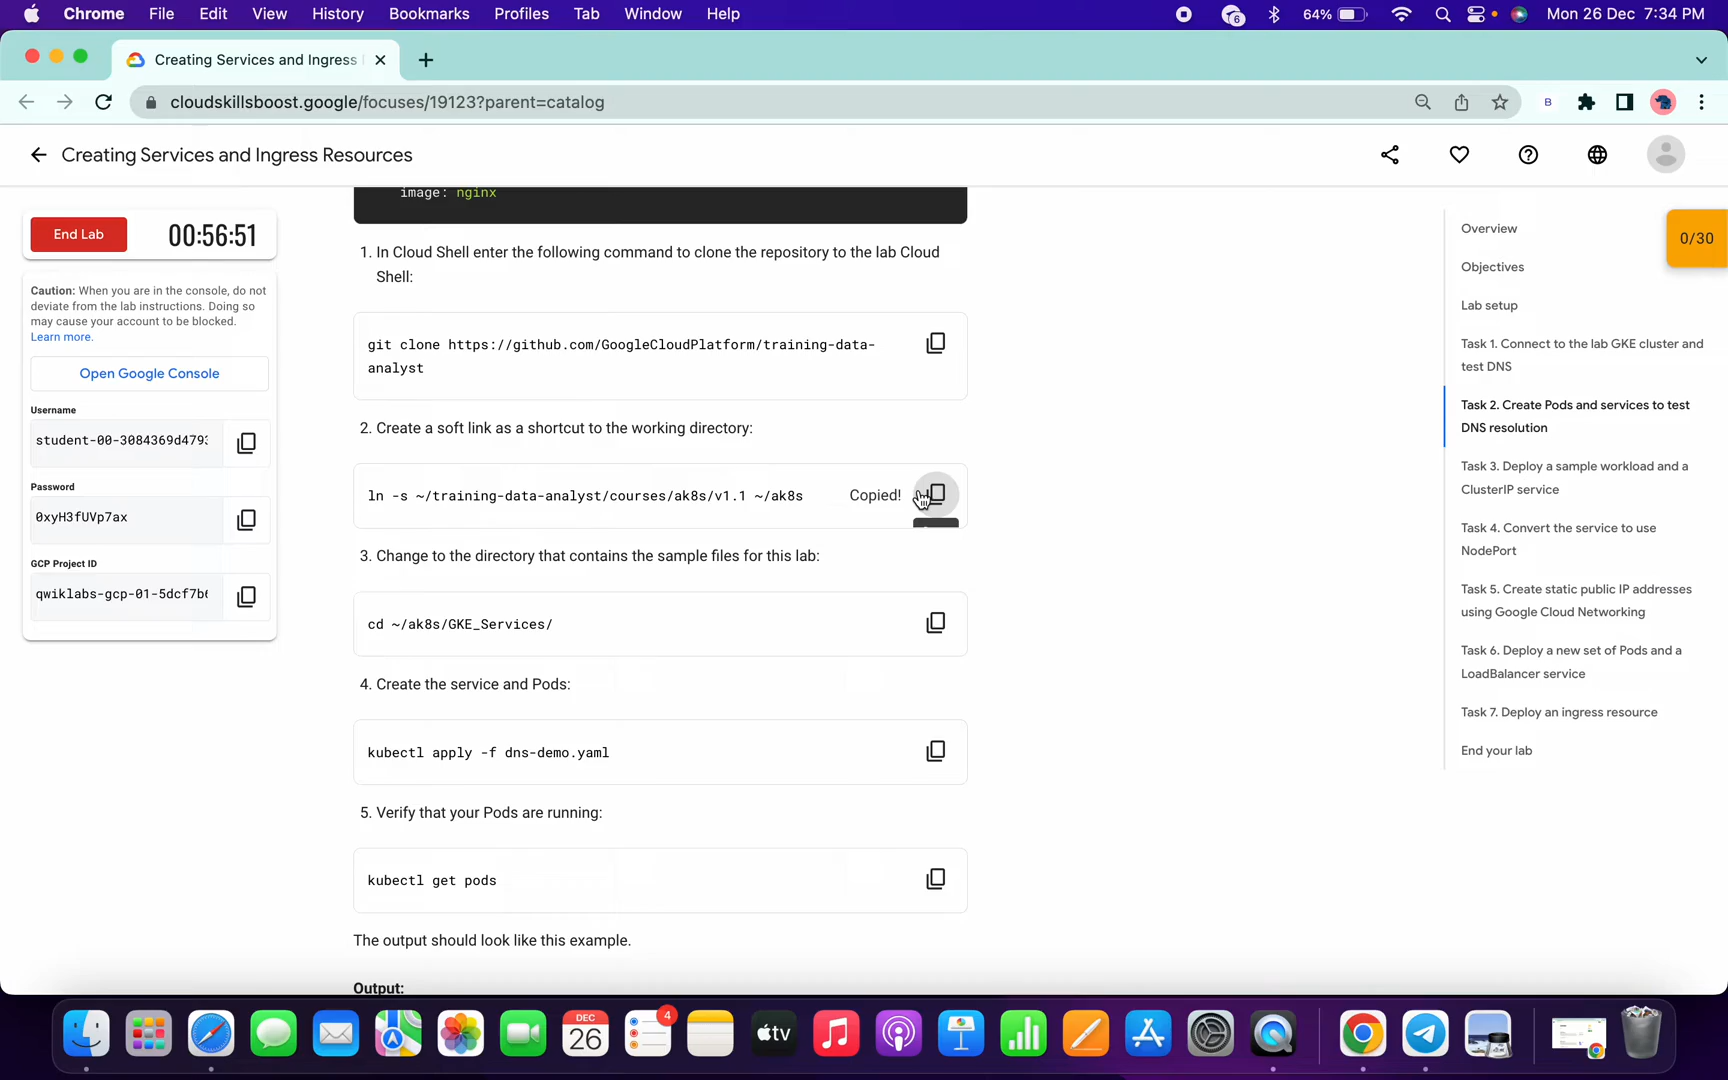 Chrome File Edit View History Bookmarks Profiles Tab Window Help
6
64%
Mon 26 Dec 7:34 PM
Creating Services and Ingress
cloudskillsboost.google/focuses/19123?parent=catalog
B
Creating Services and Ingress Resources
End Lab
00:56:51
Caution: When you are in the console, do not
deviate from the lab instructions. Doing so
may cause your account to be blocked.
Learn more.
Open Google Console
Username
student-00-3084369d4793
Password
0xyH3fUVp7ax
GCP Project ID
qwiklabs-gcp-01-5dcf7b6
image: nginx
1. In Cloud Shell enter the following command to clone the repository to the lab Cloud
Shell:
git clone https://github.com/GoogleCloudPlatform/training-data-
analyst
2. Create a soft link as a shortcut to the working directory:
ln -s ~/training-data-analyst/courses/ak8s/v1.1 ~/ak8s
Copied!
3. Change to the directory that contains the sample files for this lab:
cd ~/ak8s/GKE_Services/
4. Create the service and Pods:
kubectl apply -f dns-demo.yaml
5. Verify that your Pods are running:
kubectl get pods
The output should look like this example.
Output:
Overview
Objectives
Lab setup
Task 1. Connect to the lab GKE cluster and
test DNS
Task 2. Create Pods and services to test
DNS resolution
Task 3. Deploy a sample workload and a
ClusterIP service
Task 4. Convert the service to use
NodePort
Task 5. Create static public IP addresses
using Google Cloud Networking
Task 6. Deploy a new set of Pods and a
LoadBalancer service
Task 7. Deploy an ingress resource
End your lab
0/30
DEC
26
4
tv